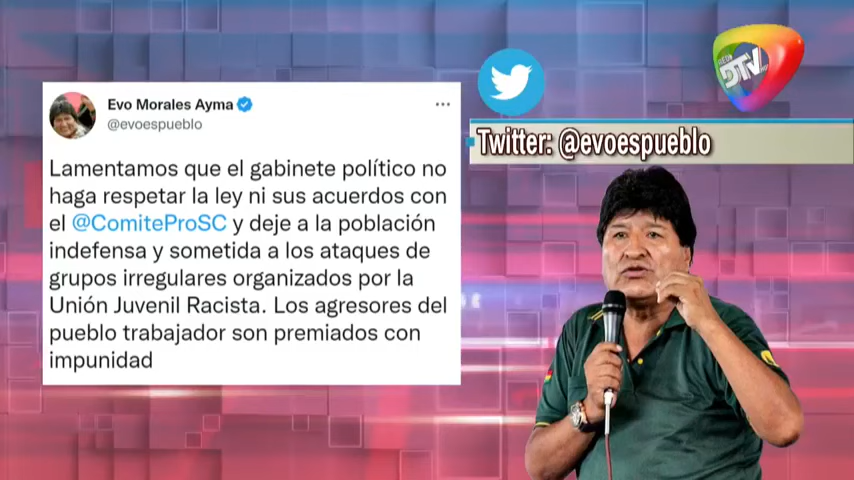 Evo Morales Ayma
@evoespueblo
Lamentamos que el gabinete político no
haga respetar la ley ni sus acuerdos con
el @ComiteProSC y deje a la población
indefensa y sometida a los ataques de
grupos irregulares organizados por la
Unión Juvenil Racista. Los agresores del
pueblo trabajador son premiados con
impunidad
DTV
Twitter: @evoespueblo